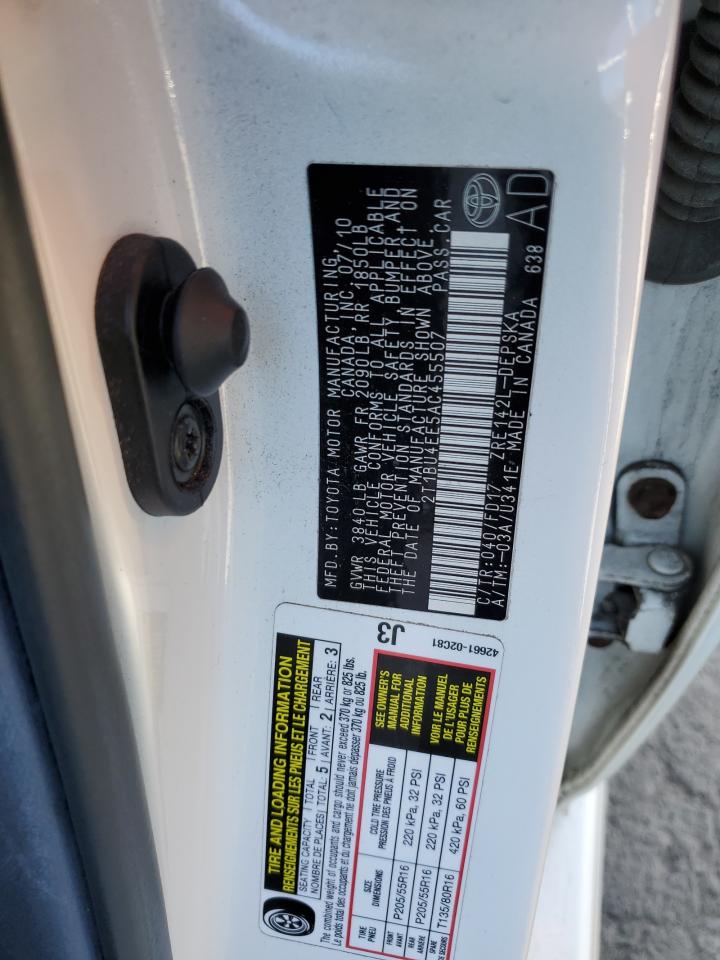 MFD.BY:TOYOTA MOTOR MANUFACTURING,
CANADA,INC. 07/10
GVWR 3840 LB GAWR FR 2090LB RR 1850LB
THIS VEHICLE CONFORMS TO ALL APPLICABLE
FEDERAL MOTOR VEHICLE SAFETY, BUMPER,AND
THEFT PREVENTION STANDARDS IN EFFECT ON
DATE OF MANUFACTURE SHOWN ABOVE.
2T1BU4EE5AC455507 PASS.CAR
C/TR:040/FD12 ZRE142L-DEPSKA
A/TM:-03A/U341E MADE IN CANADA 638
AD
J3
42661-02C81
TIRE AND LOADING INFORMATION
RENSEIGNEMENTS SUR LES PNEUS ET LE CHARGEMENT
SEATING CAPACITY | TOTAL | FRONT | REAR
NOMBRE DE PLACES | TOTAL: 5 | AVANT: 2 | ARRIÈRE: 3
The combined weight of occupants and cargo should never exceed 370 kg or 825 lbs.
Le poids total des occupants et du chargement ne doit jamais dépasser 370 kg ou 825 lb.
TIRE PNEU
SIZE DIMENSIONS
COLD TIRE PRESSURE PRESSION DES PNEUS À FROID
FRONT AVANT P205/55R16 220 kPa, 32 PSI
REAR ARRIÈRE P205/55R16 220 kPa, 32 PSI
SPARE DE SECOURS T135/80R16 420 kPa, 60 PSI
SEE OWNER'S
MANUAL FOR
ADDITIONAL
INFORMATION
VOIR LE MANUEL
DE L'USAGER
POUR PLUS DE
RENSEIGNEMENTS